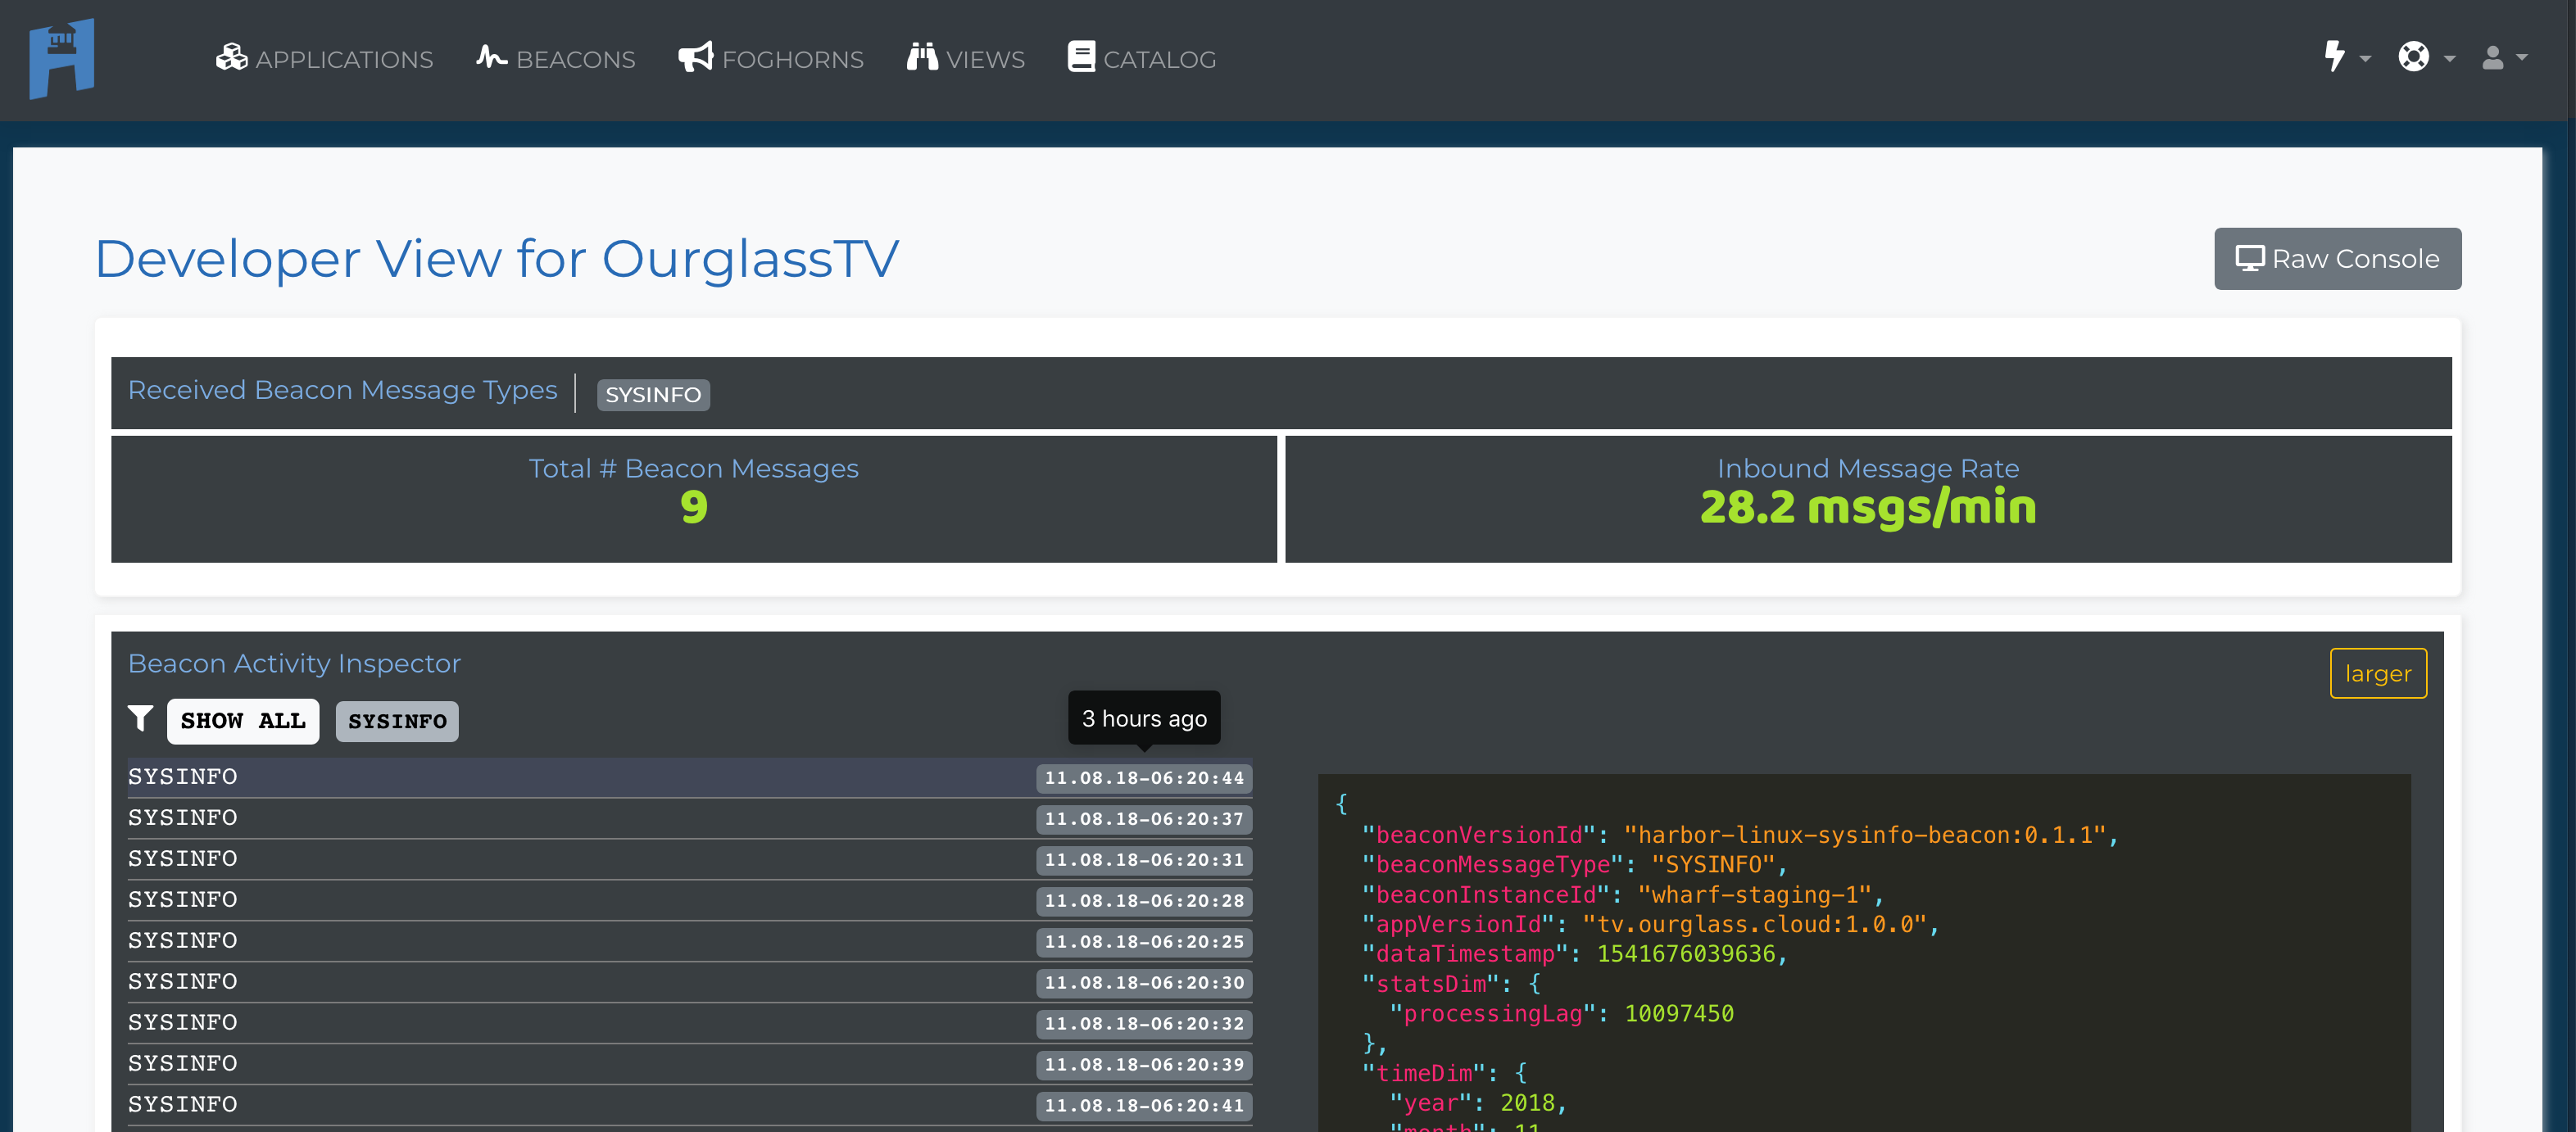 APPLICATIONS BEACONS FOGHORNS VIEWS CATALOG
Developer View for OurglassTV
Raw Console
Received Beacon Message Types SYSINFO
Total # Beacon Messages
9
Inbound Message Rate
28.2 msgs/min
Beacon Activity Inspector
larger
SHOW ALL SYSINFO
3 hours ago
SYSINFO 11.08.18-06:20:44
SYSINFO 11.08.18-06:20:37
SYSINFO 11.08.18-06:20:31
SYSINFO 11.08.18-06:20:28
SYSINFO 11.08.18-06:20:25
SYSINFO 11.08.18-06:20:30
SYSINFO 11.08.18-06:20:32
SYSINFO 11.08.18-06:20:39
SYSINFO 11.08.18-06:20:41
{
"beaconVersionId": "harbor-linux-sysinfo-beacon:0.1.1",
"beaconMessageType": "SYSINFO",
"beaconInstanceId": "wharf-staging-1",
"appVersionId": "tv.ourglass.cloud:1.0.0",
"dataTimestamp": 1541676039636,
"statsDim": {
"processingLag": 10097450
},
"timeDim": {
"year": 2018,
"month": 11